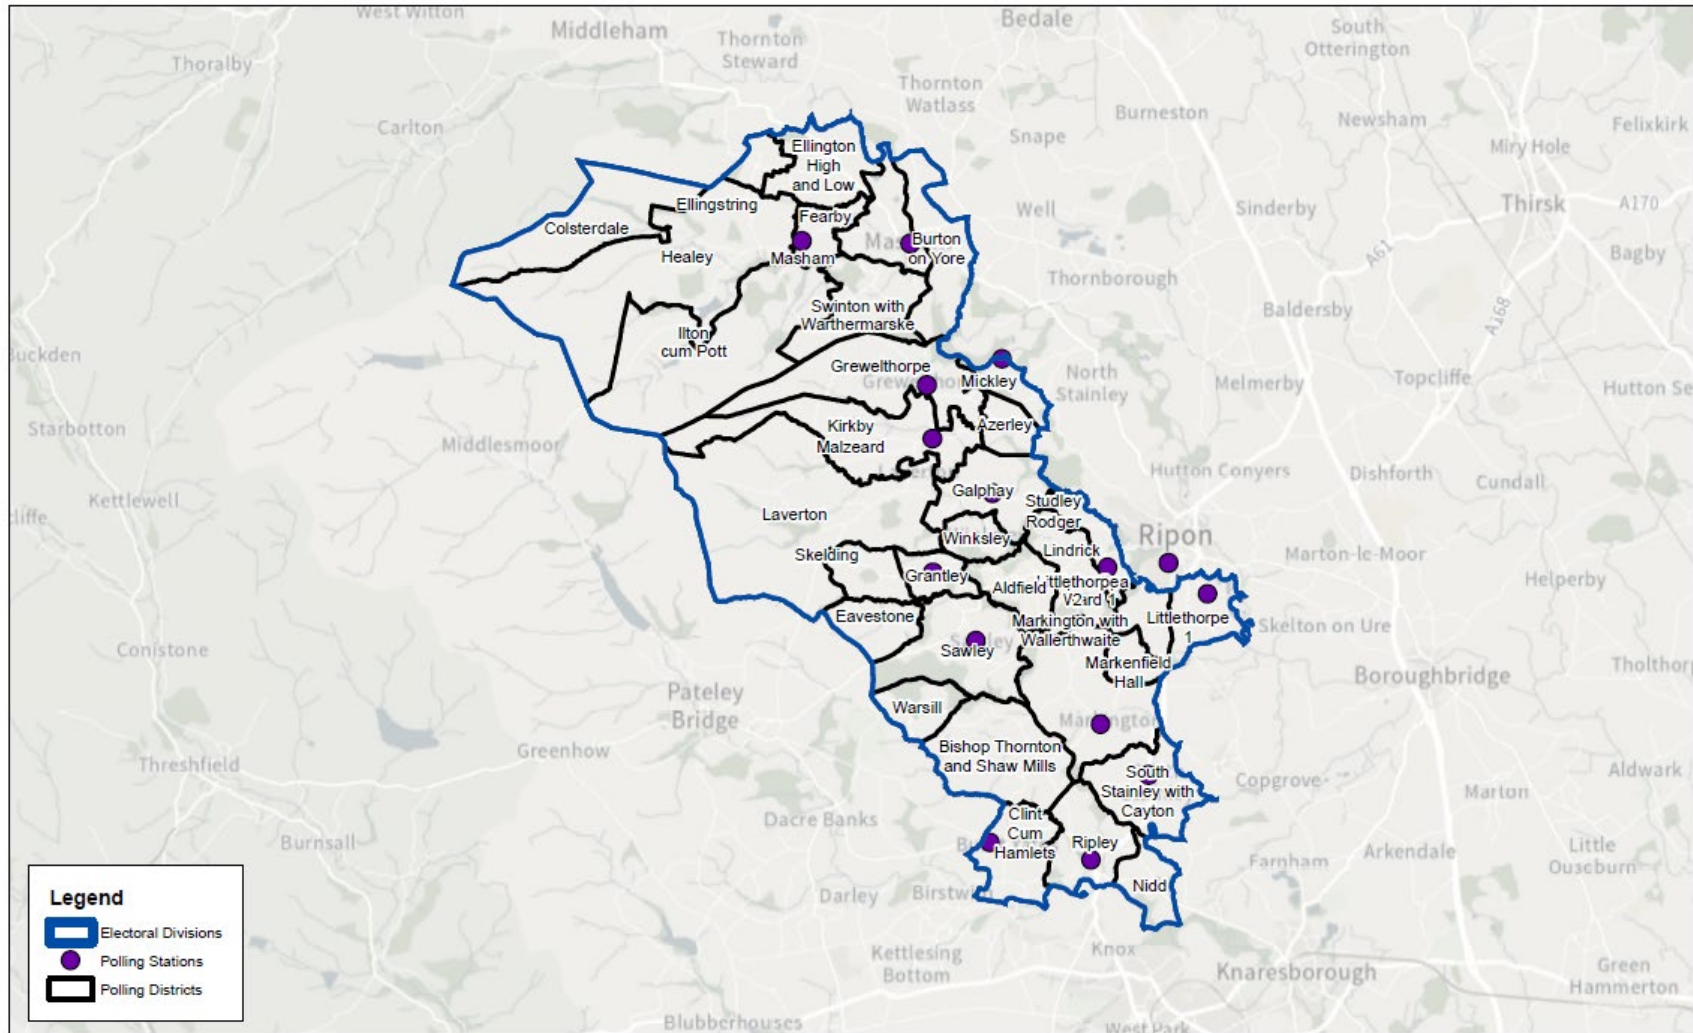 West Witton
Middleham
Bedale
South
Otterington
Thoralby
Thornton
Steward
Thornton
Watlass
Burneston
Newsham
Felixkirk
Carlton
Snape
Miry Hole
Ellington
High
and Low
Ellingstring
Fearby
Well
Sinderby
Thirsk
A170
Colsterdale
Healey
Masham
Burton
on Yore
A61
Bagby
Thornborough
Baldersby
A168
Swinton with
Warthermarske
Ilton
cum Pott
Buckden
Grewelthorpe
Mickley
North
Stainley
Melmerby
Topcliffe
Starbotton
Middlesmoor
Kirkby
Malzeard
Azerley
Hutton Conyers
Dishforth
Cundall
Kettlewell
Galphay
Laverton
Studley
Rodger
Winksley
Lindrick
Ripon
Marton-le-Moor
Skelding
Grantley
Aldfield
Helperby
Eavestone
Markington with
Wallerthwaite
Littlethorpe
1
Skelton on Ure
Conistone
Sawley
Markenfield
Hall
Boroughbridge
Pateley
Bridge
Warsill
Markington
Greenhow
Threshfield
Bishop Thornton
and Shaw Mills
South
Stainley with
Cayton
Copgrove
Aldwark
Marton
Dacre Banks
Clint
Cum
Hamlets
Ripley
Burnsall
Farnham
Arkendale
Little
Ouseburn
Darley
Nidd
Kettlesing
Bottom
Knox
Knaresborough
Green
Hammerton
Blubberhouses
West Park
Legend
Electoral Divisions
Polling Stations
Polling Districts